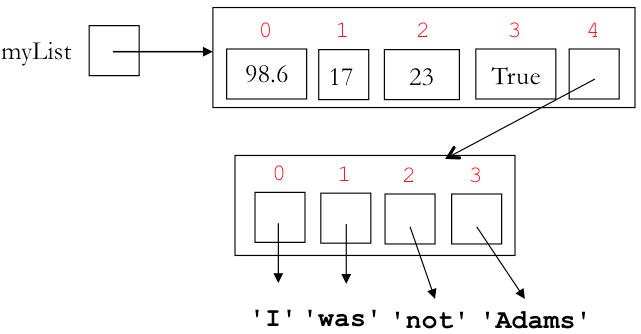 0 1 2 3 4
myList 98.6 17 23 True
0 1 2 3
'I' 'was' 'not' 'Adams'